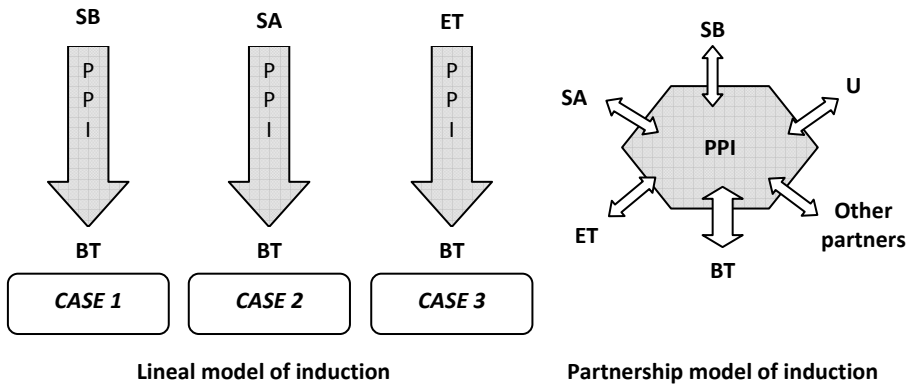 SB
P
P
I
BT
CASE 1
SA
P
P
I
BT
CASE 2
ET
P
P
I
BT
CASE 3
Lineal model of induction
SB
SA
U
PPI
ET
Other
partners
BT
Partnership model of induction